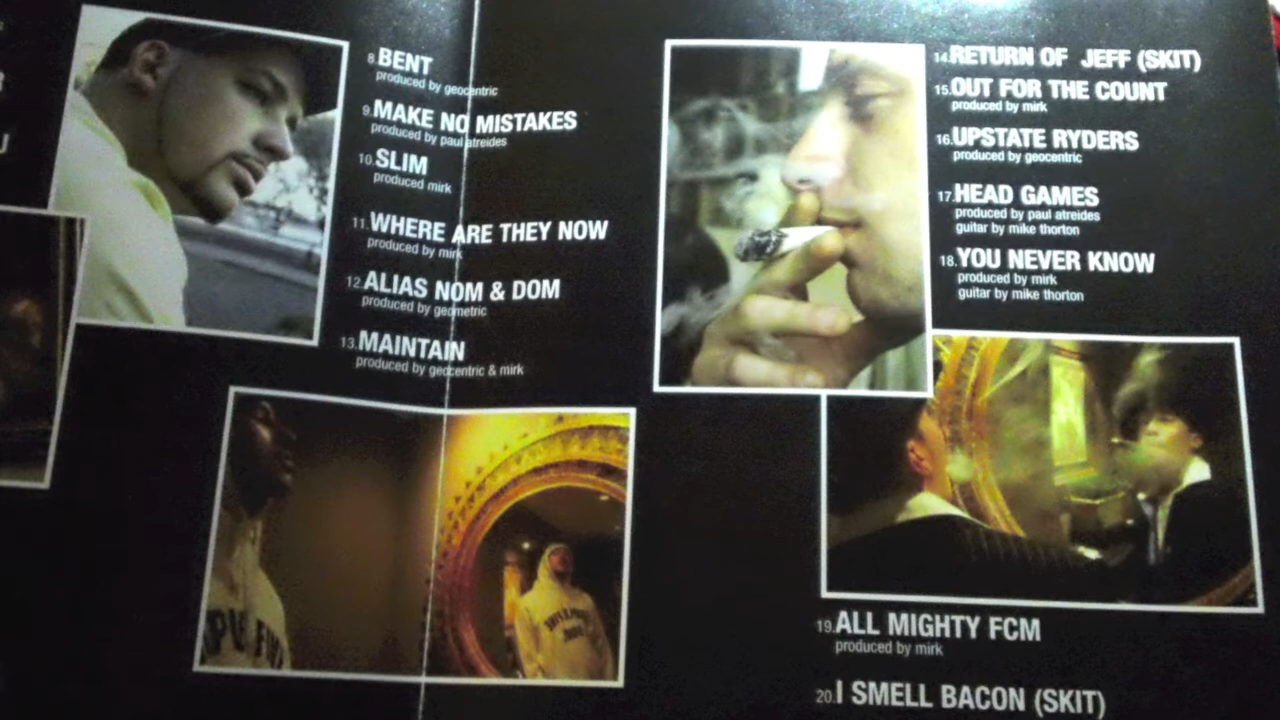 8.BENT
produced by geocentric
9.MAKE NO MISTAKES
produced by paul atreides
10.SLIM
produced mirk
11.WHERE ARE THEY NOW
produced by mirk
12.ALIAS NOM & DOM
produced by geometric
13.MAINTAIN
produced by geocentric & mirk
14.RETURN OF JEFF (SKIT)
15.OUT FOR THE COUNT
produced by mirk
16.UPSTATE RYDERS
produced by geocentric
17.HEAD GAMES
produced by paul atreides
guitar by mike thorton
18.YOU NEVER KNOW
produced by mirk
guitar by mike thorton
19.ALL MIGHTY FCM
produced by mirk
20.I SMELL BACON (SKIT)